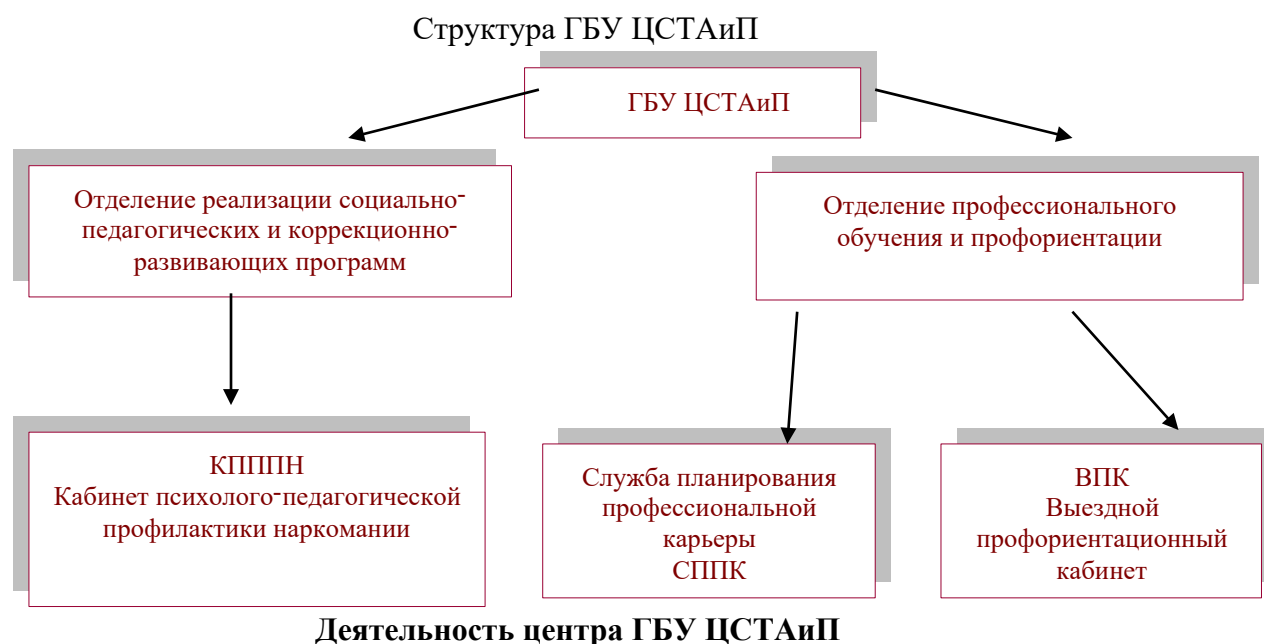 Структура ГБУ ЦСТАиП
ГБУ ЦСТАиП
Отделение реализации социально-
педагогических и коррекционно-
развивающих программ
Отделение профессионального
обучения и профориентации
КПППН
Кабинет психолого-педагогической
профилактики наркомании
Служба планирования
профессиональной
карьеры
СППК
ВПК
Выездной
профориентационный
кабинет
Деятельность центра ГБУ ЦСТАиП